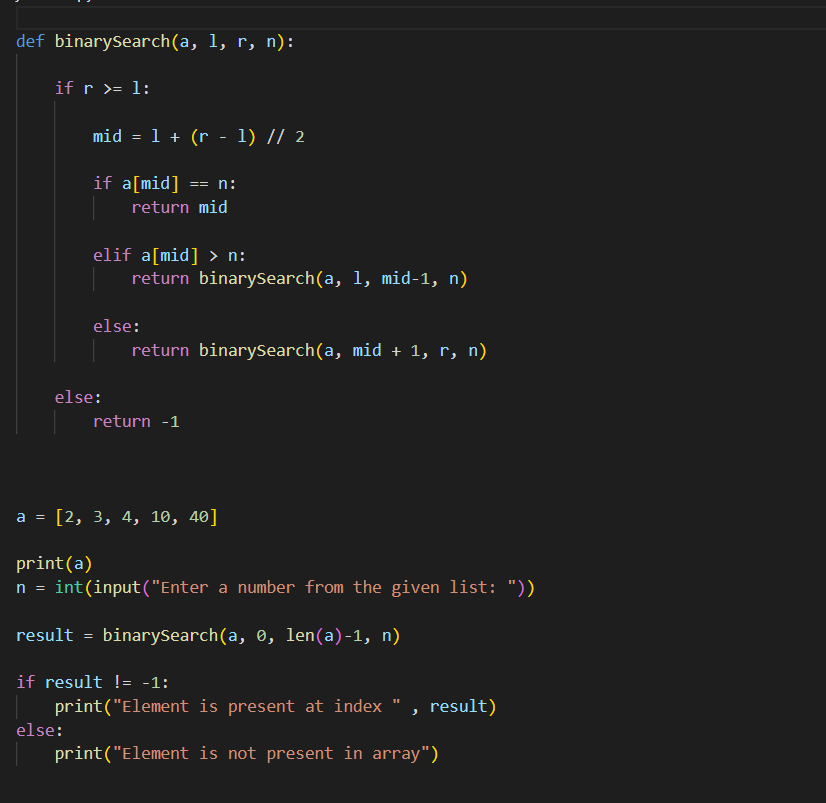 def binarySearch(a, l, r, n):
    if r >= l:
        mid = l + (r - l) // 2
        if a[mid] == n:
            return mid
        elif a[mid] > n:
            return binarySearch(a, l, mid-1, n)
        else:
            return binarySearch(a, mid + 1, r, n)
    else:
        return -1
a = [2, 3, 4, 10, 40]
print(a)
n = int(input("Enter a number from the given list: "))
result = binarySearch(a, 0, len(a)-1, n)
if result != -1:
    print("Element is present at index " , result)
else:
    print("Element is not present in array")